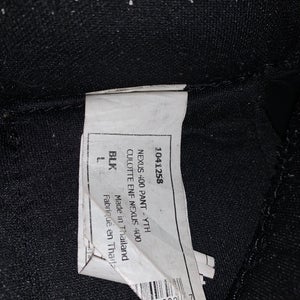 1041258
NEXUS 400 PANT - YTH
CULOTTE ENF NEXUS 400
BLK
L
Made in Thailand
Fabriqué en Thaï